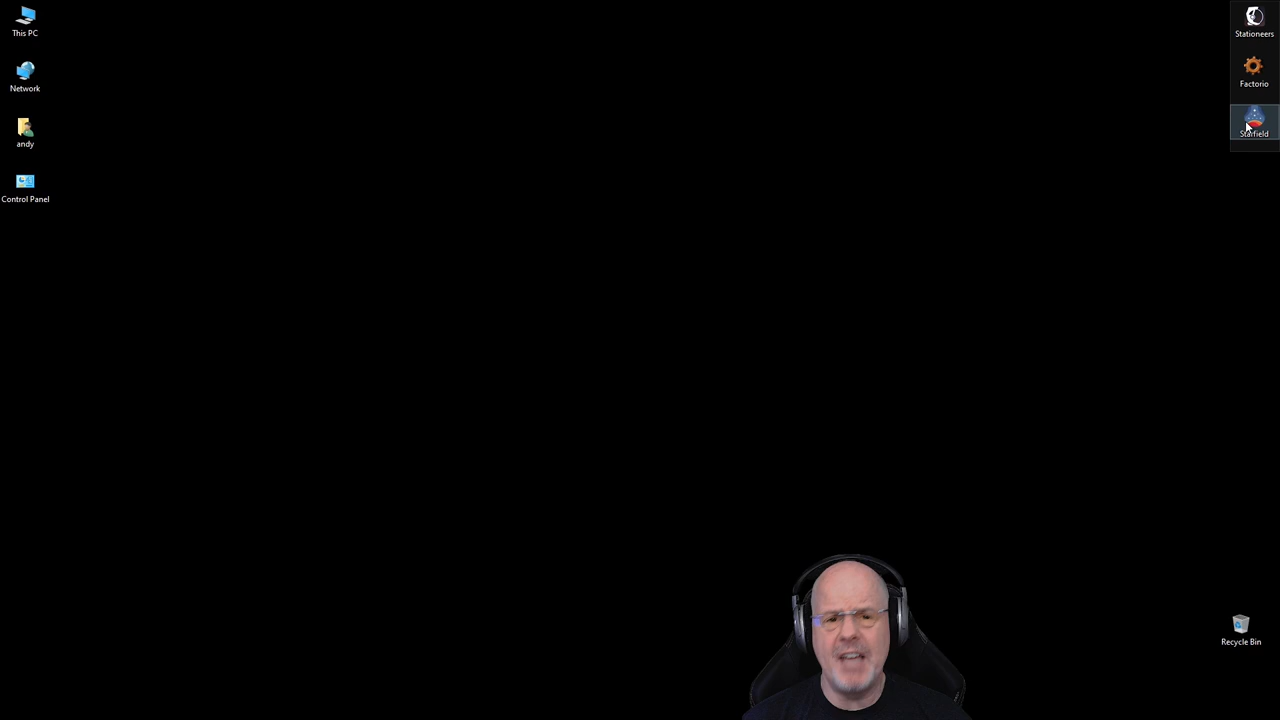 This PC
Network
andy
Control Panel
Stationeers
Factorio
Starfield
Recycle Bin